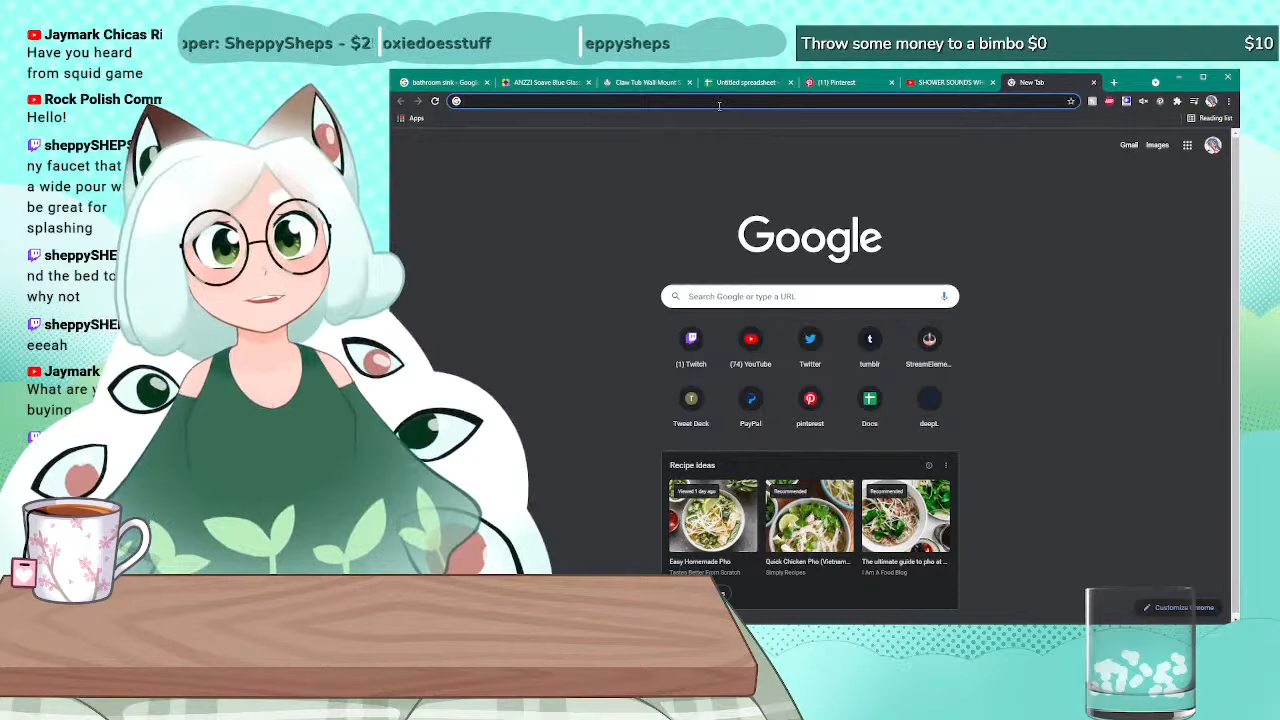 Jaymark Chicas Ri
Have you heard
from squid game
Rock Polish Comm
Hello!
sheppySHEPS
ny faucet that
a wide pour w
be great for
splashing
sheppySHE
nd the bed to
why not
sheppySHE
eeeah
Jaymark
What are y
buying
oper: SheppySheps - $2
oxiedoesstuff
eppysheps
Throw some money to a bimbo $0
$10
bathroom sink - Googl
ANZZI Soave Blue Glas
Claw Tub Wall Mount S
Untitled spreadsheet -
(11) Pinterest
SHOWER SOUNDS WH
New Tab
Apps
Reading list
Gmail
Images
Google
Search Google or type a URL
(1) Twitch
(74) YouTube
Twitter
tumblr
StreamEleme...
Tweet Deck
PayPal
pinterest
Docs
deepL
Recipe ideas
Viewed 1 day ago
Recommended
Recommended
Easy Homemade Pho
Tastes Better From Scratch
Quick Chicken Pho (Vietnam...
Simply Recipes
The ultimate guide to pho at ...
I Am A Food Blog
Customize Chrome